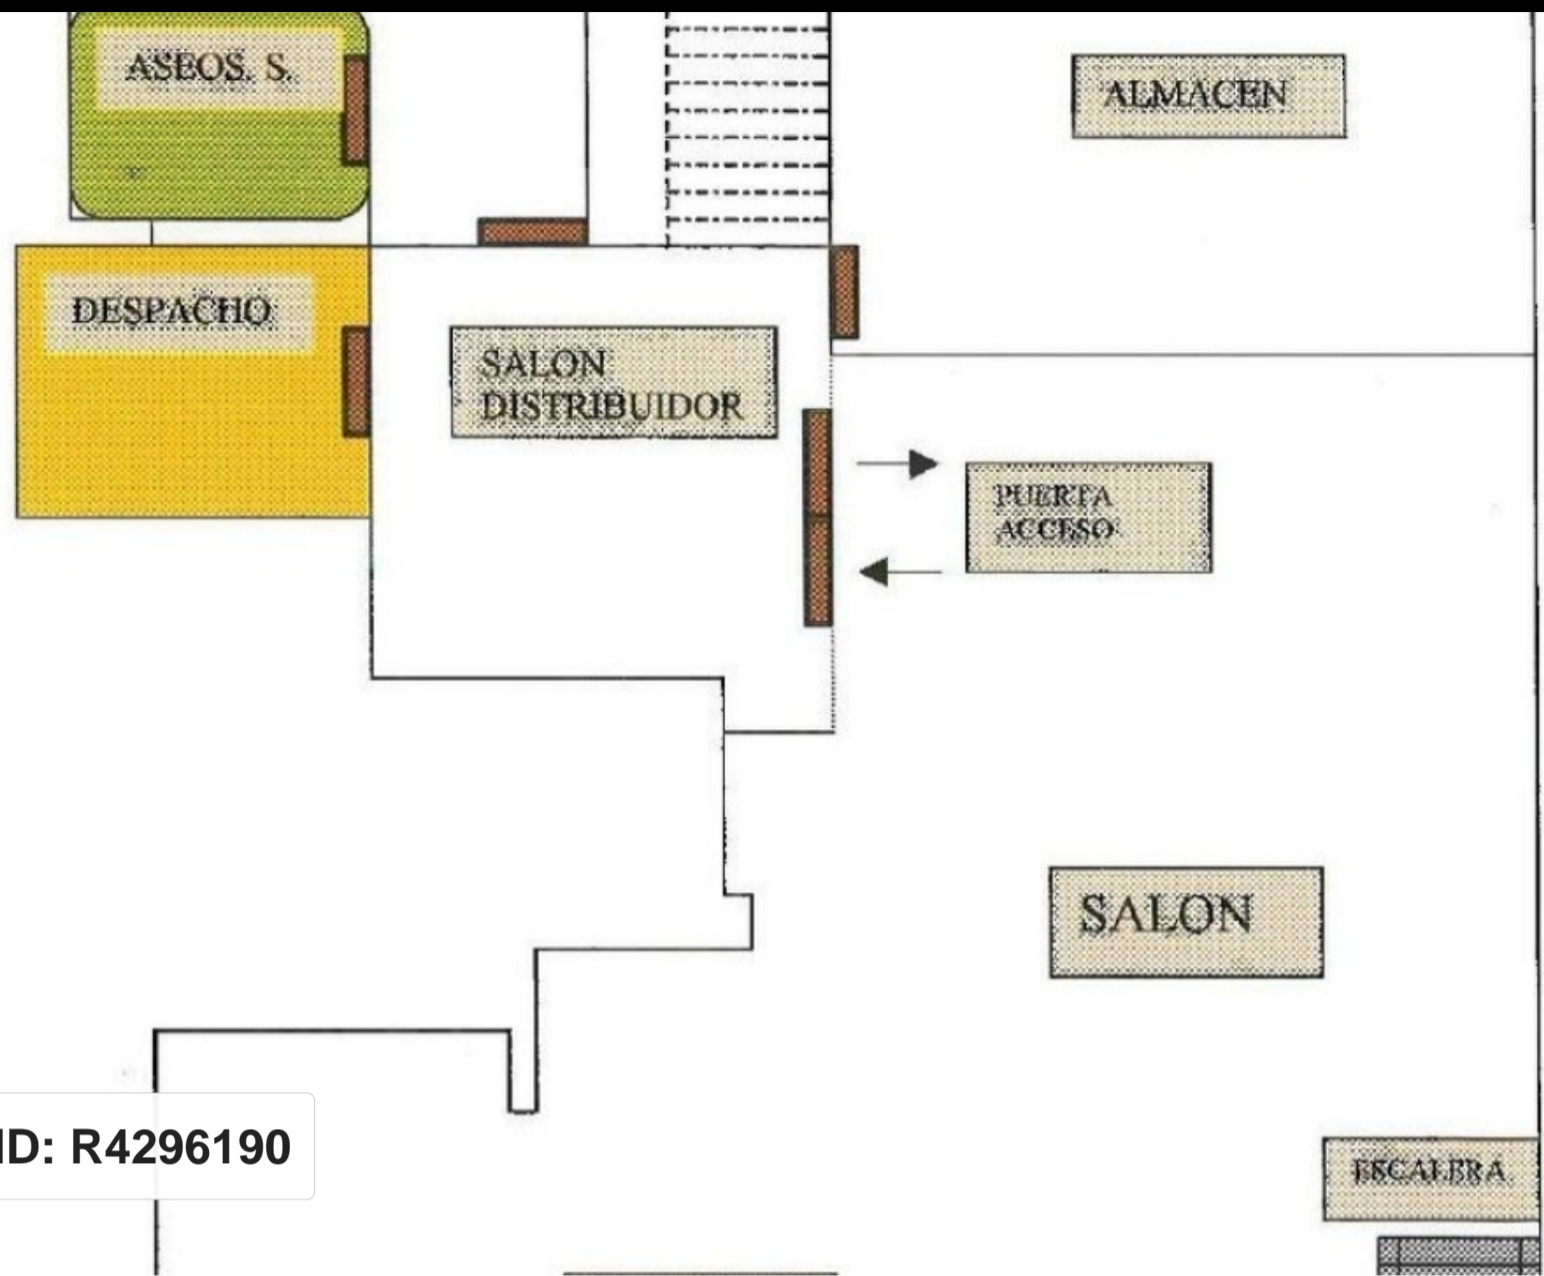 ASEOS. S.
ALMACEN
DESPACHO
SALON
DISTRIBUIDOR
PUERTA
ACCESO
SALON
ID: R4296190
ESCALERA